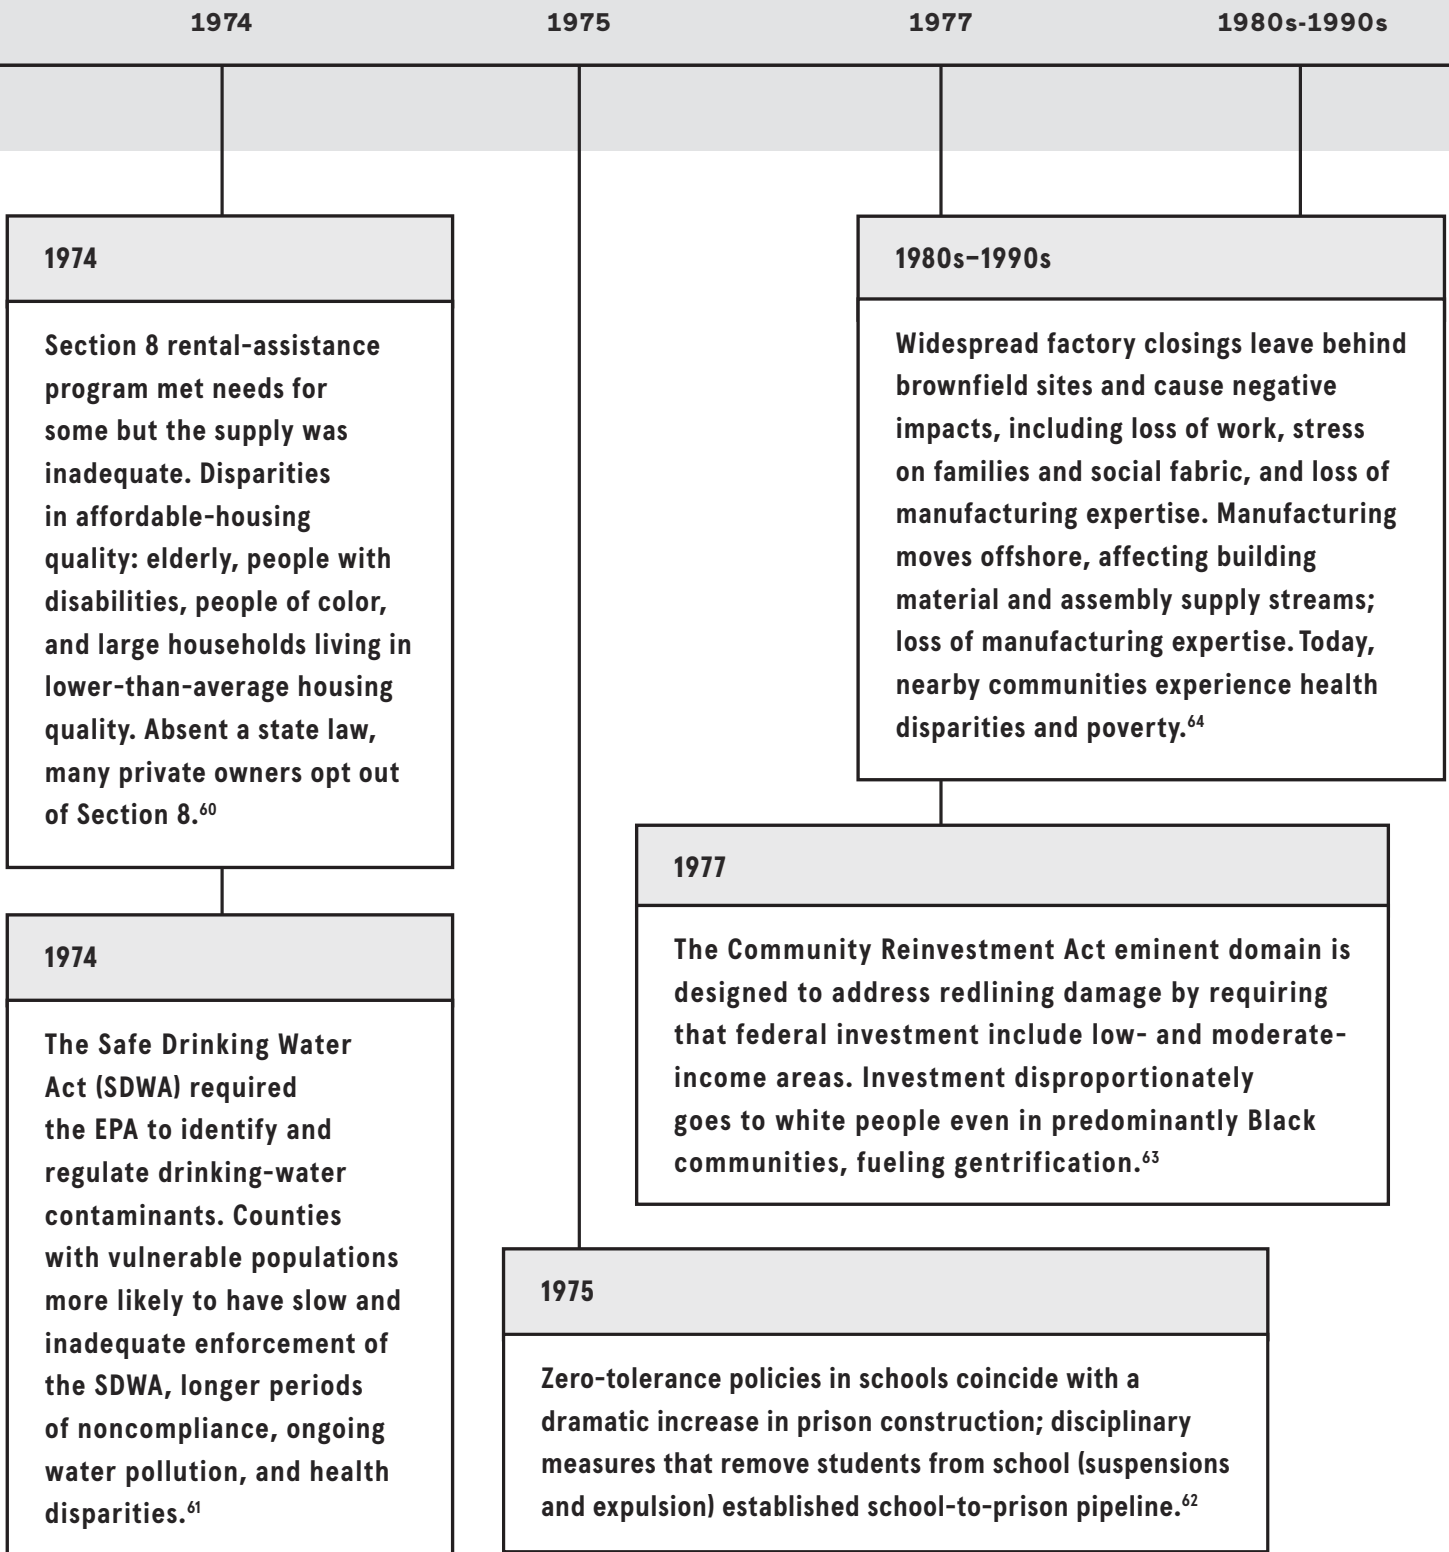 1974
1975
1977
1980s-1990s
1974
Section 8 rental-assistance
program met needs for
some but the supply was
inadequate. Disparities
in affordable-housing
quality: elderly, people with
disabilities, people of color,
and large households living in
lower-than-average housing
quality. Absent a state law,
many private owners opt out
of Section 8.60
1974
The Safe Drinking Water
Act (SDWA) required
the EPA to identify and
regulate drinking-water
contaminants. Counties
with vulnerable populations
more likely to have slow and
inadequate enforcement of
the SDWA, longer periods
of noncompliance, ongoing
water pollution, and health
disparities.61
1980s–1990s
Widespread factory closings leave behind
brownfield sites and cause negative
impacts, including loss of work, stress
on families and social fabric, and loss of
manufacturing expertise. Manufacturing
moves offshore, affecting building
material and assembly supply streams;
loss of manufacturing expertise. Today,
nearby communities experience health
disparities and poverty.64
1977
The Community Reinvestment Act eminent domain is
designed to address redlining damage by requiring
that federal investment include low- and moderate-
income areas. Investment disproportionately
goes to white people even in predominantly Black
communities, fueling gentrification.63
1975
Zero-tolerance policies in schools coincide with a
dramatic increase in prison construction; disciplinary
measures that remove students from school (suspensions
and expulsion) established school-to-prison pipeline.62